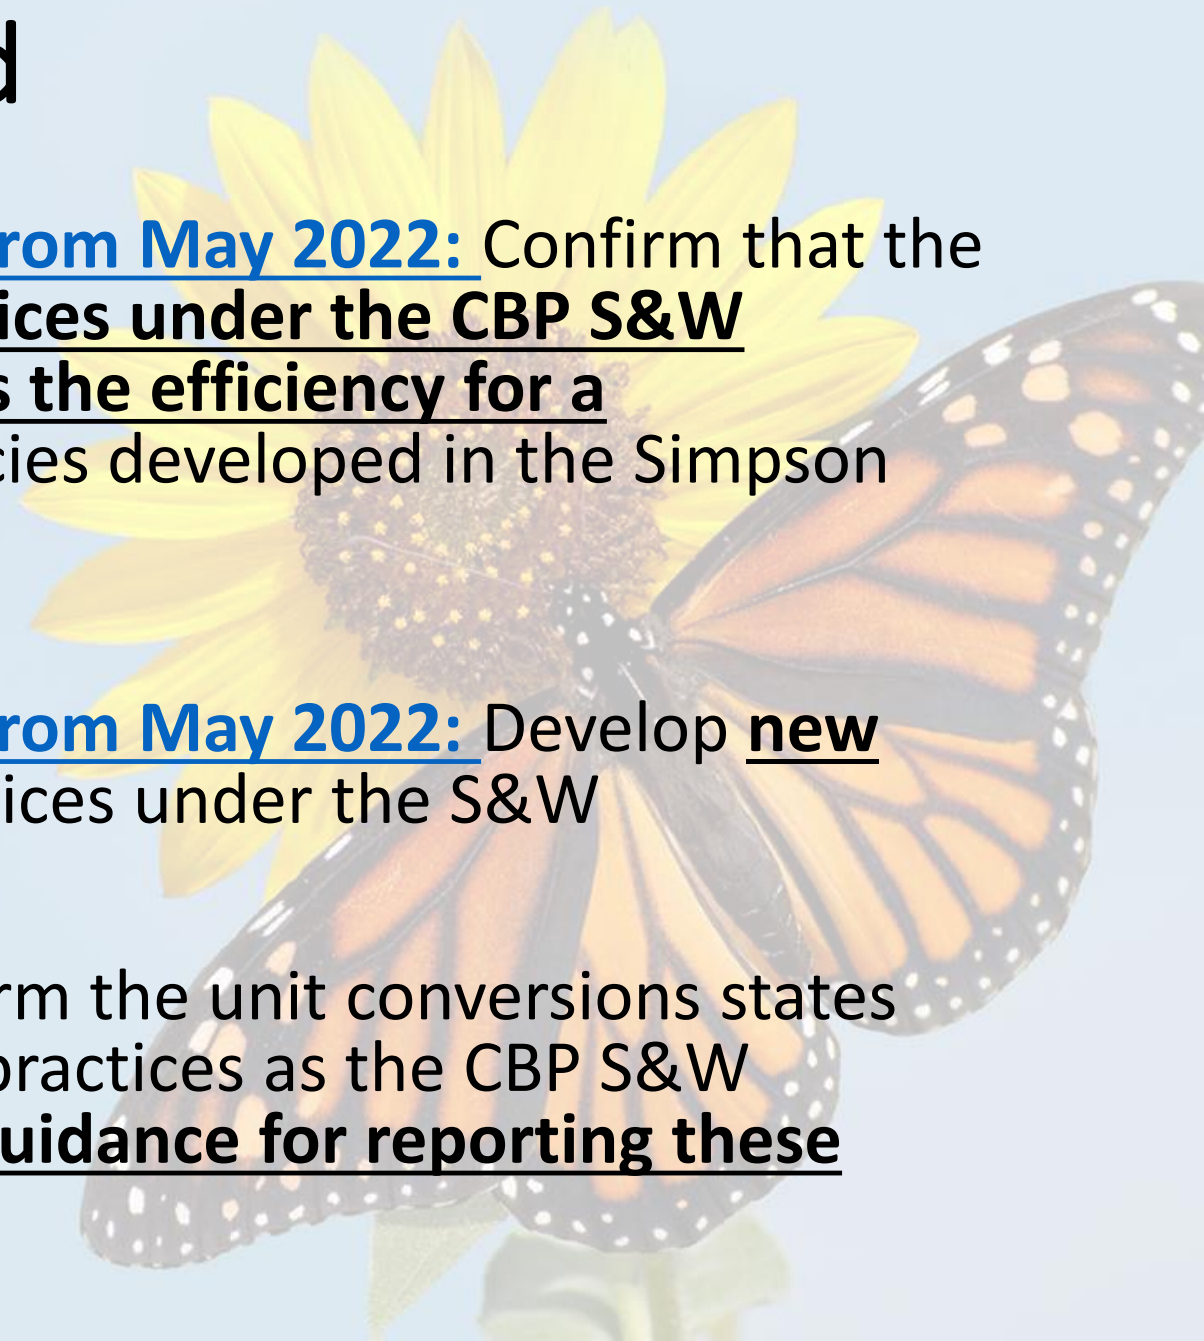 d
rom May 2022: Confirm that the
ices under the CBP S&W
s the efficiency for a
cies developed in the Simpson
rom May 2022: Develop new
ices under the S&W
rm the unit conversions states
practices as the CBP S&W
uidance for reporting these